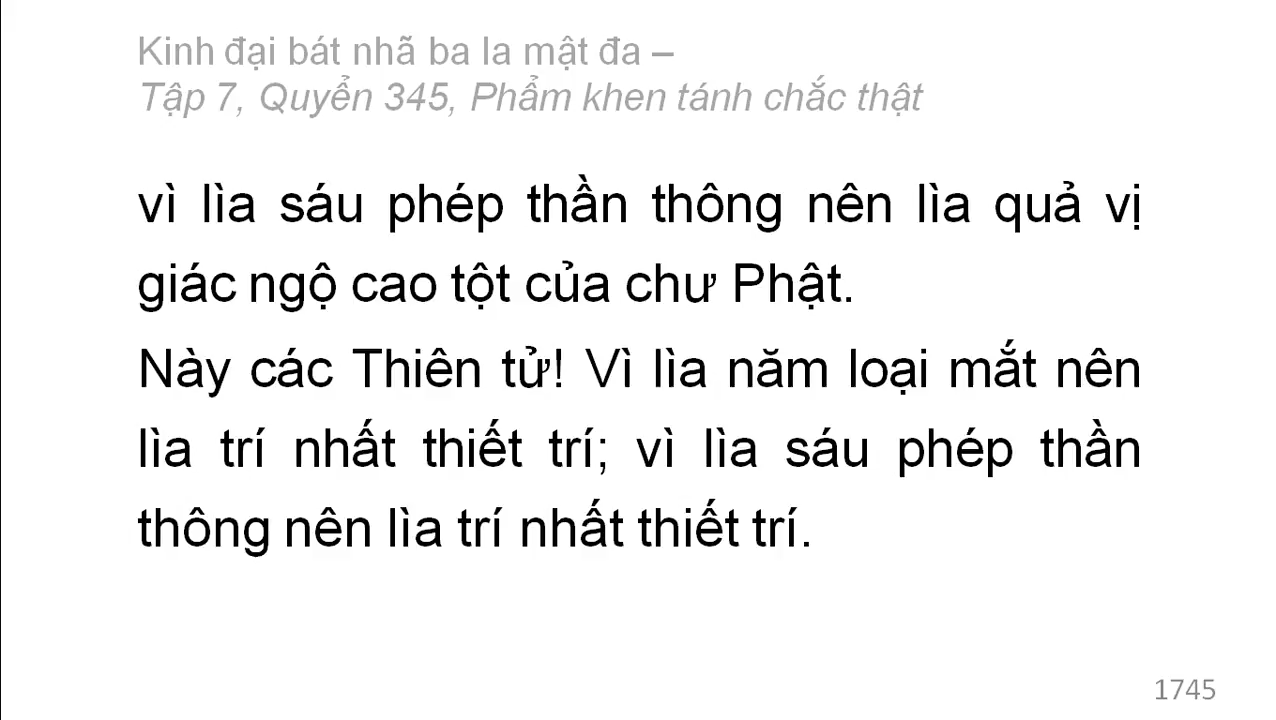 Kinh đại bát nhã ba la mật đa –
Tập 7, Quyển 345, Phẩm khen tánh chắc thật
vì lìa sáu phép thần thông nên lìa quả vị
giác ngộ cao tột của chư Phật.
Này các Thiên tử! Vì lìa năm loại mắt nên
lìa trí nhất thiết trí; vì lìa sáu phép thần
thông nên lìa trí nhất thiết trí.
1745